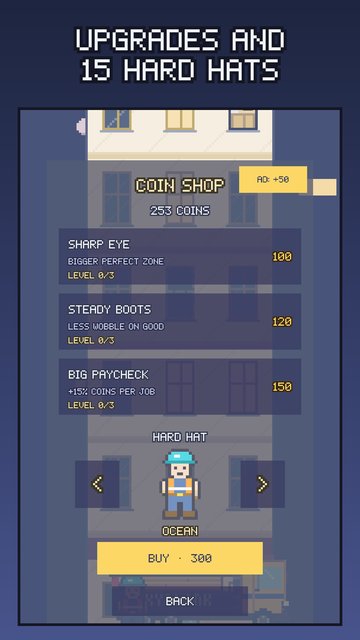 UPGRADES AND
15 HARD HATS
COIN SHOP
AD: +50
253 COINS
SHARP EYE
BIGGER PERFECT ZONE
100
LEVEL 0/3
STEADY BOOTS
LESS WOBBLE ON GOOD
120
LEVEL 0/3
BIG PAYCHECK
+15% COINS PER JOB
150
LEVEL 0/3
HARD HAT
<
>
OCEAN
BUY · 300
BACK